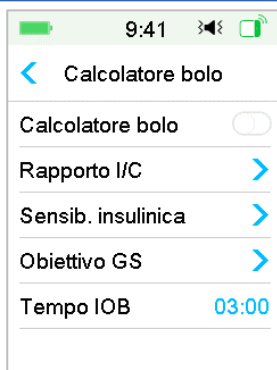 9:41
Calcolatore bolo
Calcolatore bolo
Rapporto I/C
Sensib. insulinica
Obiettivo GS
Tempo IOB 03:00